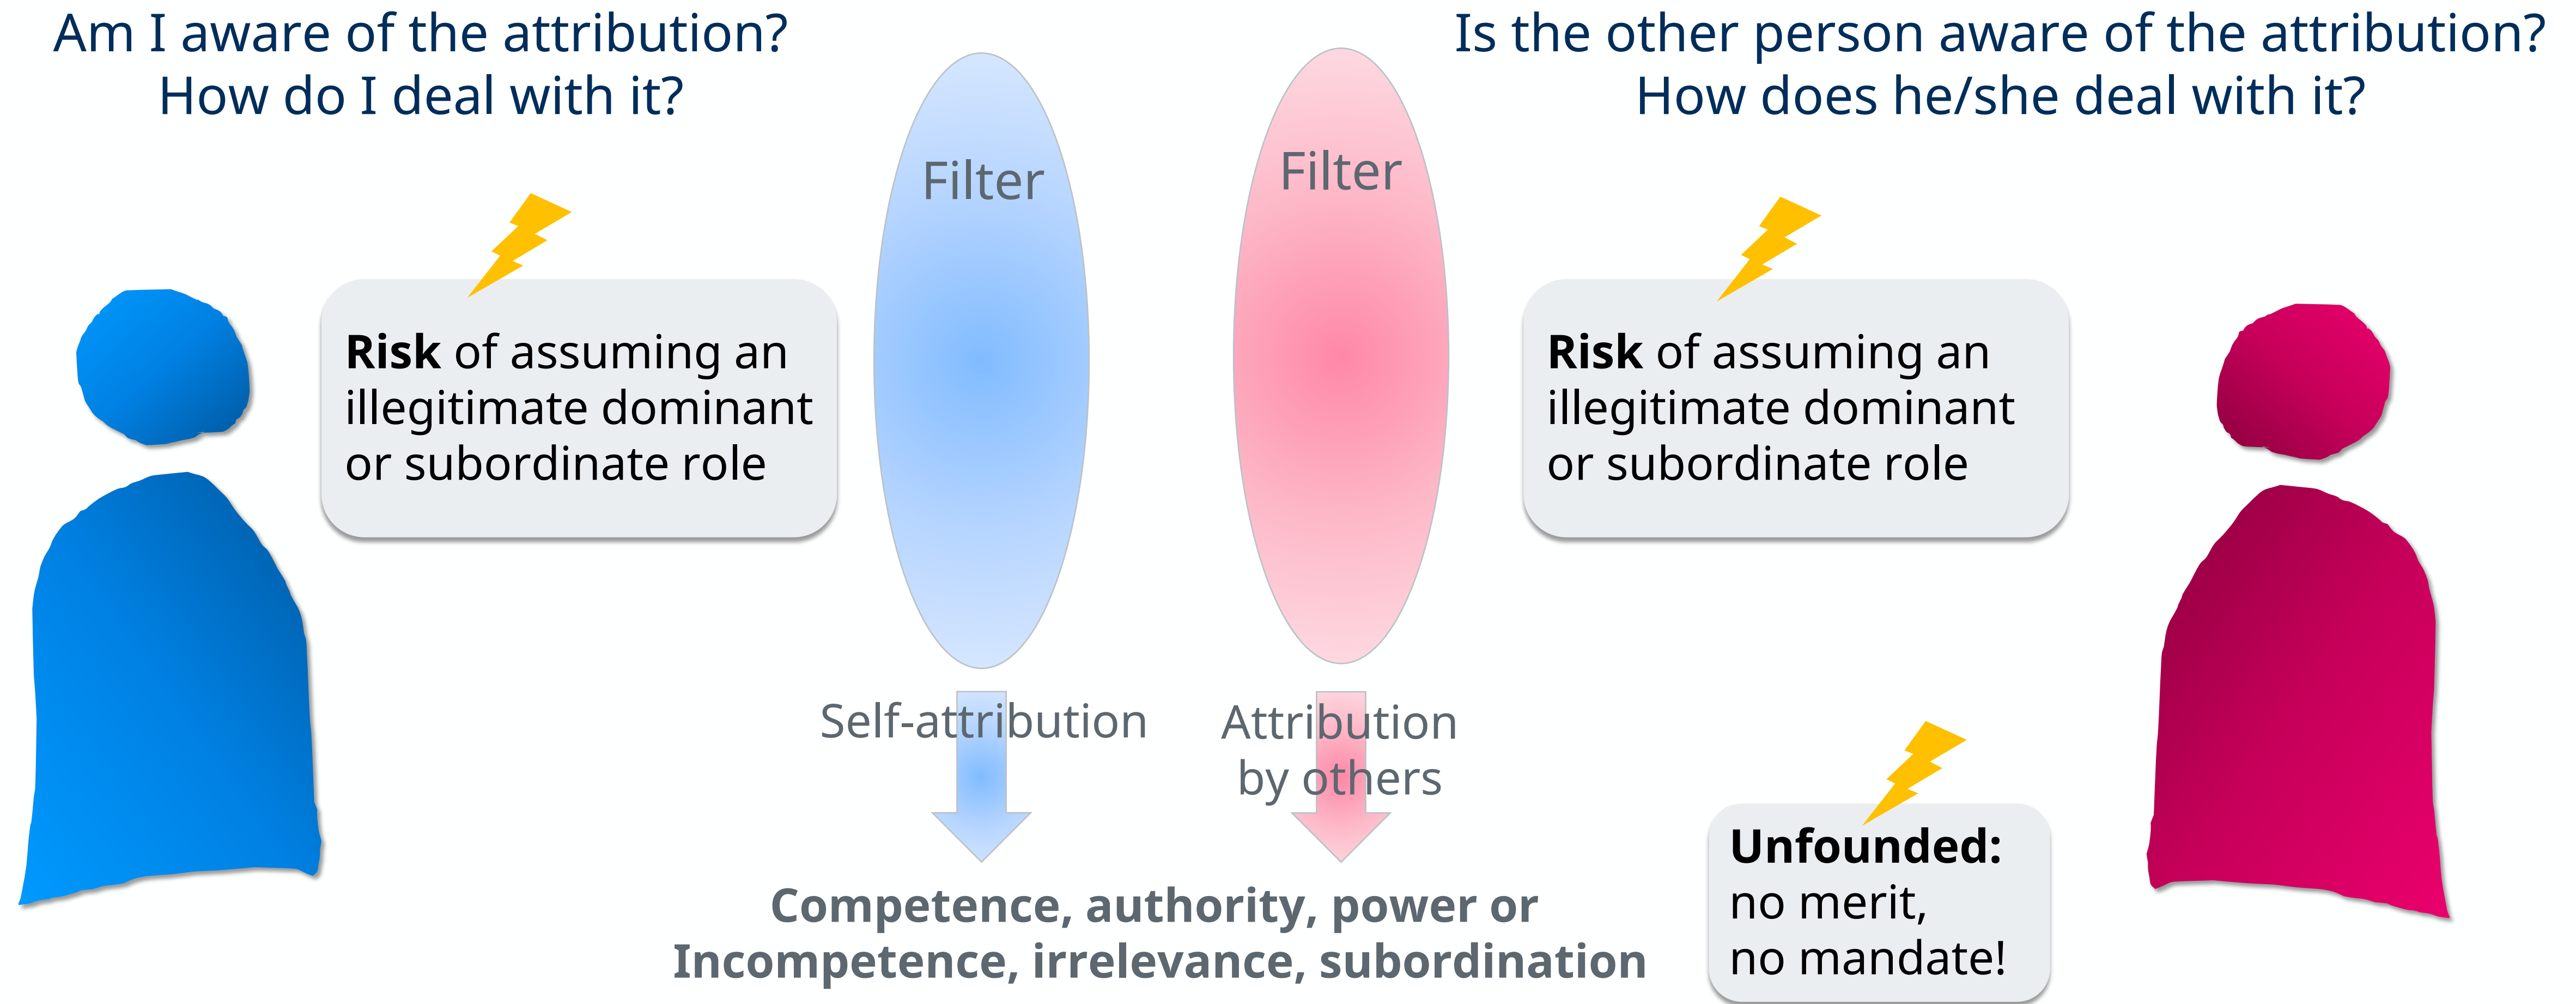 Am I aware of the attribution?
How do I deal with it?
Is the other person aware of the attribution?
How does he/she deal with it?
Filter
Filter
Risk of assuming an
illegitimate dominant
or subordinate role
Risk of assuming an
illegitimate dominant
or subordinate role
Self-attribution
Attribution
by others
Competence, authority, power or
Incompetence, irrelevance, subordination
Unfounded:
no merit,
no mandate!